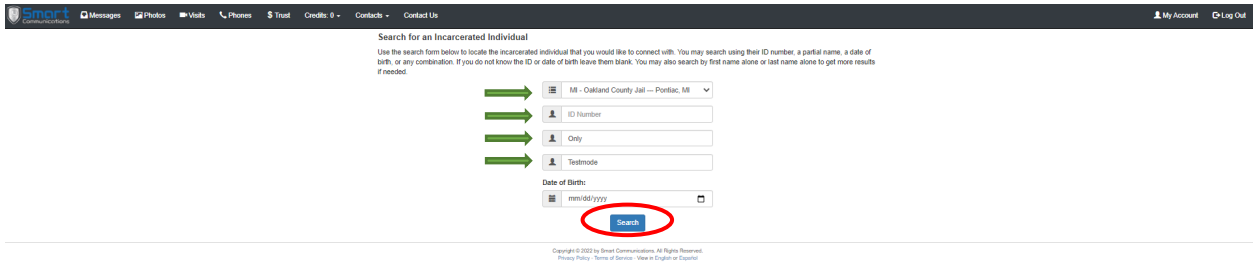 Smart Communications Messages Photos Visits Phones $ Trust Credits: 0 Contacts Contact Us My Account Log Out
Search for an Incarcerated Individual
Use the search form below to locate the incarcerated individual that you would like to connect with. You may search using their ID number, a partial name, a date of
birth, or any combination. If you do not know the ID or date of birth leave them blank. You may also search by first name alone or last name alone to get more results
if needed.
MI - Oakland County Jail — Pontiac, MI
ID Number
Only
Testmode
Date of Birth:
mm/dd/yyyy
Search
Copyright © 2022 by Smart Communications. All Rights Reserved.
Privacy Policy - Terms of Service - View in English or Español